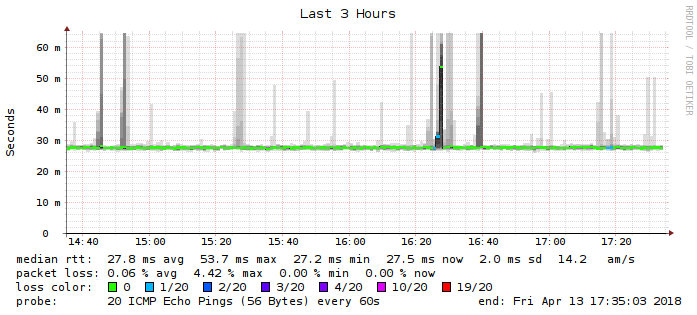 Last 3 Hours
RRDTOOL / TOBI OETIKER
Seconds
60 m
50 m
40 m
30 m
20 m
10 m
0
14:40 15:00 15:20 15:40 16:00 16:20 16:40 17:00 17:20
median rtt: 27.8 ms avg 53.7 ms max 27.2 ms min 27.5 ms now 2.0 ms sd 14.2 am/s
packet loss: 0.06 % avg 4.42 % max 0.00 % min 0.00 % now
loss color: 0 1/20 2/20 3/20 4/20 10/20 19/20
probe: 20 ICMP Echo Pings (56 Bytes) every 60s end: Fri Apr 13 17:35:03 2018